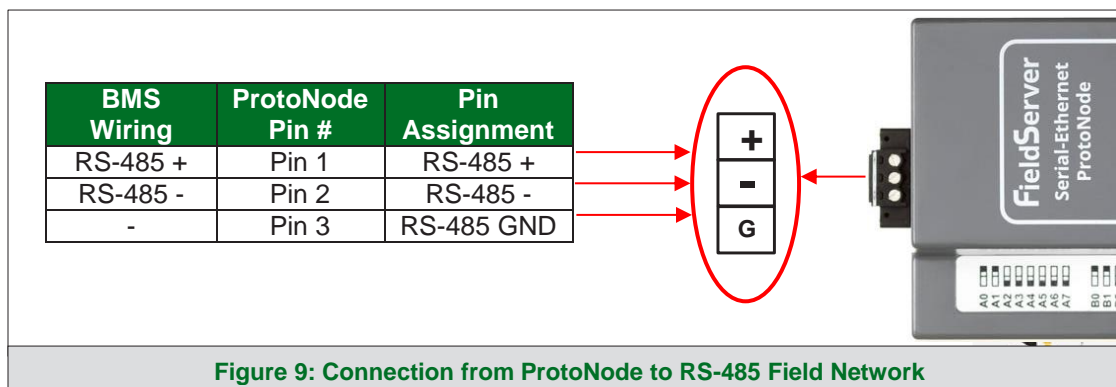 BMS Wiring ProtoNode Pin # Pin Assignment
RS-485 + Pin 1 RS-485 +
RS-485 - Pin 2 RS-485 -
- Pin 3 RS-485 GND
+
-
G
FieldServer
Serial-Ethernet
ProtoNode
A0 A1 A2 A3 A4 A5 A6 A7 B0 B1
Figure 9: Connection from ProtoNode to RS-485 Field Network